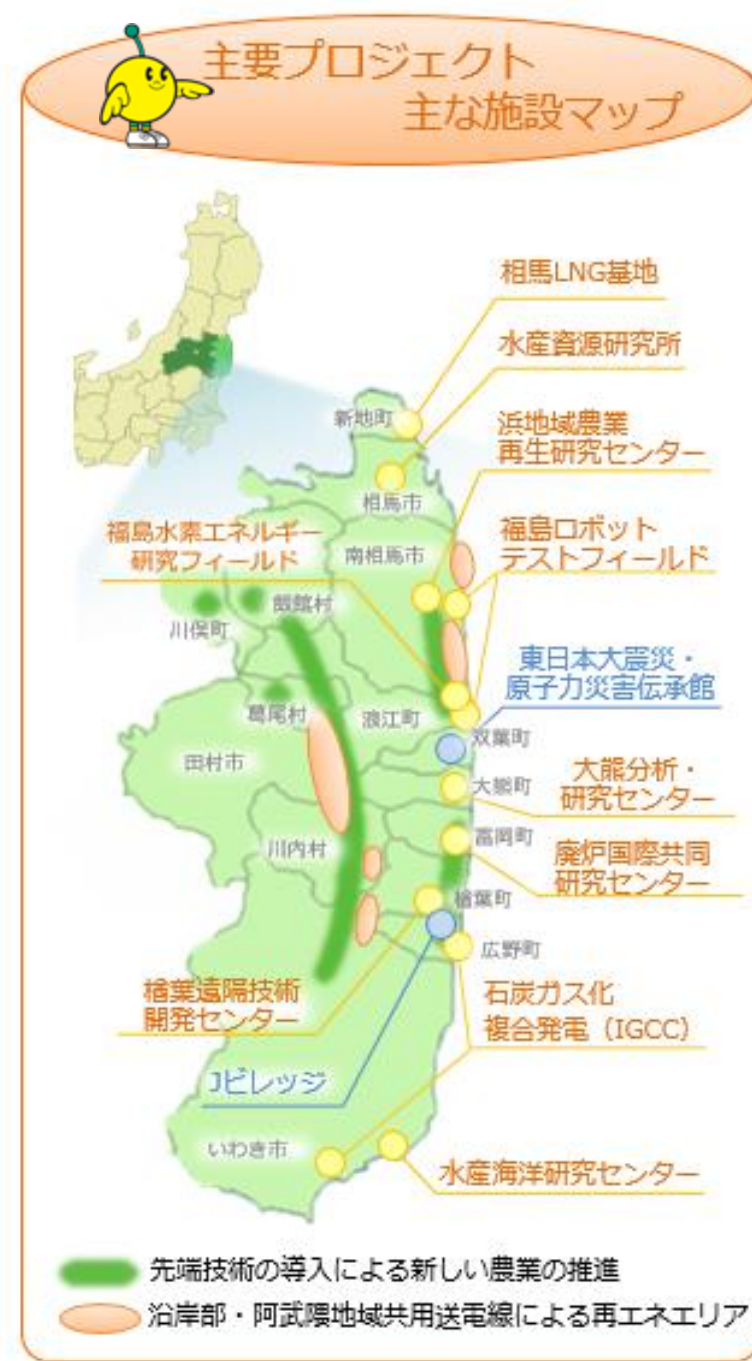 主要プロジェクト
主な施設マップ
相馬LNG基地
水産資源研究所
新地町
浜地域農業
再生研究センター
相馬市
福島水素エネルギー
研究フィールド
南相馬市
福島ロボット
テストフィールド
飯舘村
川俣町
東日本大震災・
原子力災害伝承館
葛尾村
浪江町
双葉町
田村市
大熊町
大熊分析・
研究センター
富岡町
川内村
廃炉国際共同
研究センター
楢葉町
広野町
楢葉遠隔技術
開発センター
石炭ガス化
複合発電（IGCC）
Jビレッジ
いわき市
水産海洋研究センター
先端技術の導入による新しい農業の推進
沿岸部・阿武隈地域共用送電線による再エネエリア